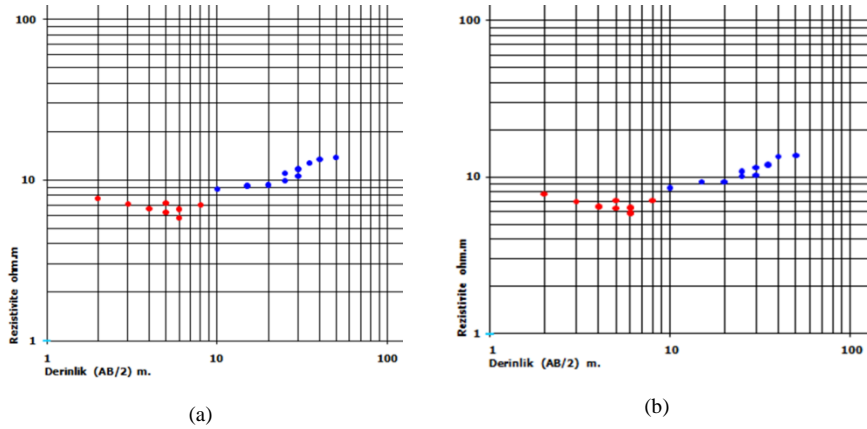 100
10
1
Rezistivite ohm.m
1 10 100
Derinlik (AB/2) m.
(a)
100
10
1
Rezistivite ohm.m
1 10 100
Derinlik (AB/2) m.
(b)